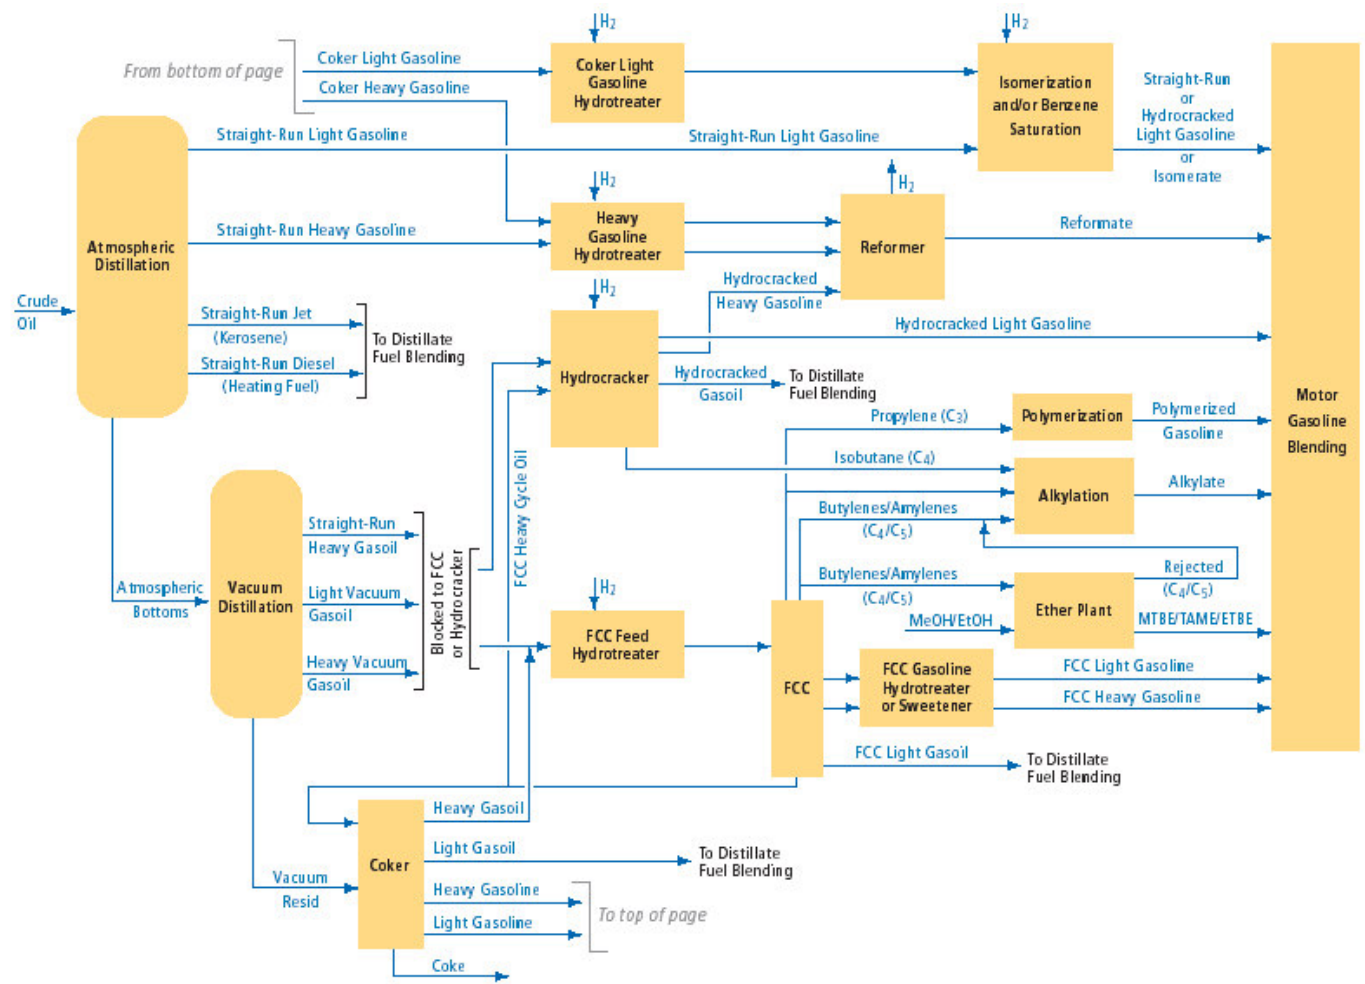 H2
H2
From bottom of page
Coker Light Gasoline
Coker Heavy Gasoline
Coker Light
Gasoline
Hydrotreater
Isomerization
and/or Benzene
Saturation
Straight-Run
or
Hydrocracked
Light Gasoline
or
Isomerate
Straight-Run Light Gasoline
Straight-Run Light Gasoline
H2
H2
Atmospheric
Distillation
Straight-Run Heavy Gasoline
Heavy
Gasoline
Hydrotreater
Reformer
Reformate
Crude
Oil
H2
Hydrocracked
Heavy Gasoline
Straight-Run Jet
(Kerosene)
Straight-Run Diesel
(Heating Fuel)
To Distillate
Fuel Blending
Hydrocracker
Hydrocracked Light Gasoline
Hydrocracked
Gasoil
To Distillate
Fuel Blending
Motor
Gasoline
Blending
Propylene (C3)
Polymerization
Polymerized
Gasoline
Isobutane (C4)
Alkylation
Alkylate
Butylenes/Amylenes
(C4/C5)
FCC Heavy Cycle Oil
Straight-Run
Heavy Gasoil
Light Vacuum
Gasoil
Heavy Vacuum
Gasoil
Blocked to FCC
or Hydrocracker
Atmospheric
Bottoms
Vacuum
Distillation
H2
FCC Feed
Hydrotreater
Butylenes/Amylenes
(C4/C5)
MeOH/EtOH
Ether Plant
Rejected
(C4/C5)
MTBE/TAME/ETBE
FCC
FCC Gasoline
Hydrotreater
or Sweetener
FCC Light Gasoline
FCC Heavy Gasoline
FCC Light Gasoil
To Distillate
Fuel Blending
Heavy Gasoil
Coker
Light Gasoil
To Distillate
Fuel Blending
Vacuum
Resid
Heavy Gasoline
Light Gasoline
To top of page
Coke